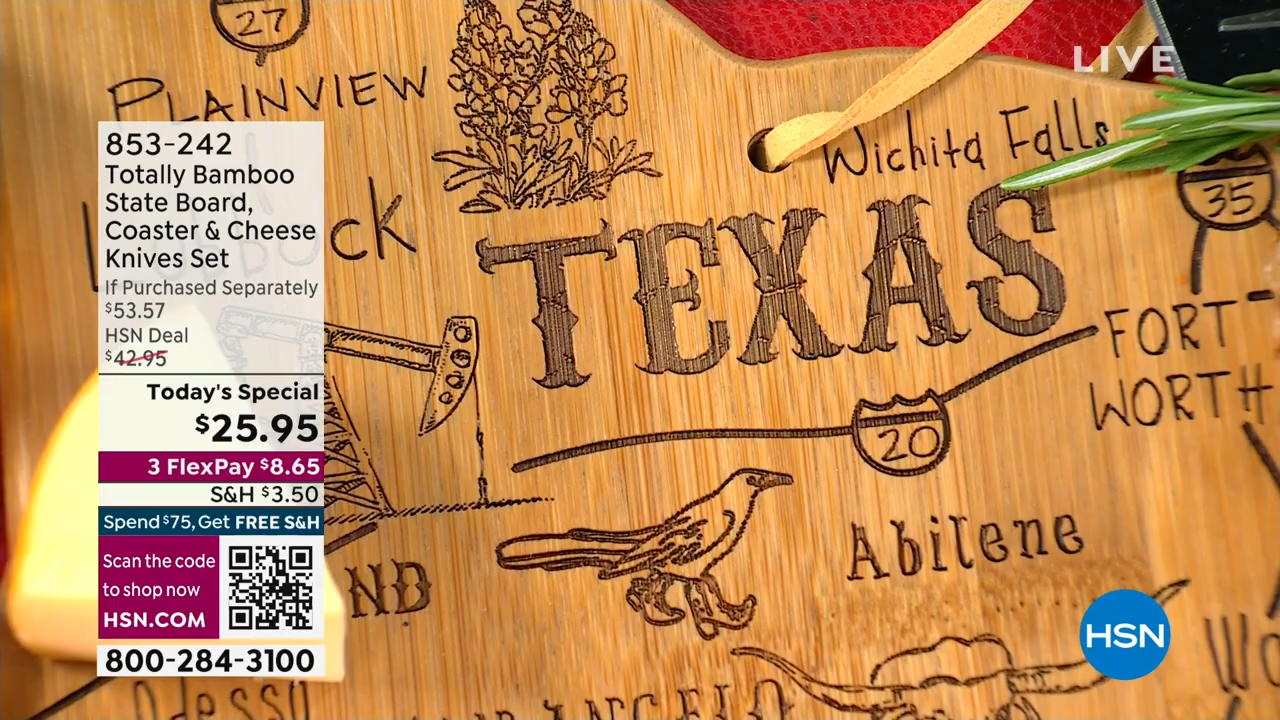 27
LIVE
PLAINVIEW
Wichita Falls
853-242
Totally Bamboo
State Board,
Coaster & Cheese
Knives Set
If Purchased Separately
$53.57
HSN Deal
$42.95
Today's Special
$25.95
3 FlexPay $8.65
S&H $3.50
Spend $75, Get FREE S&H
Scan the code
to shop now
HSN.COM
800-284-3100
ck
TEXAS
35
FORT-
WORTH
20
Abilene
ND
HSN
Odessa
ANGELO